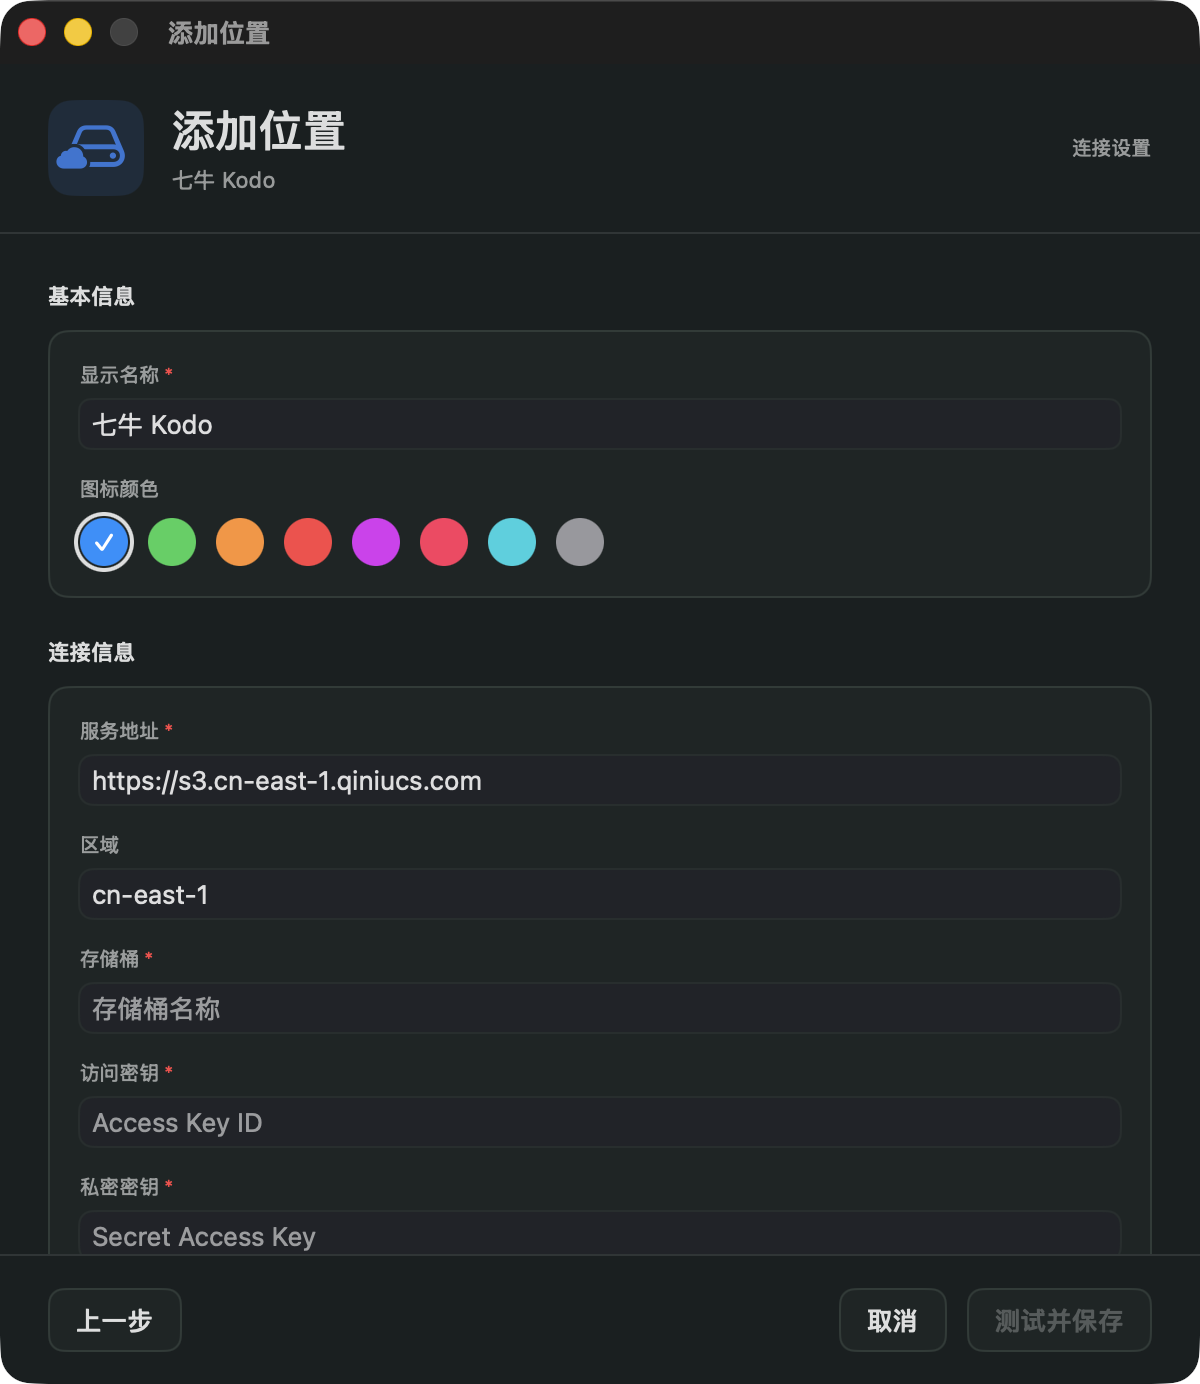 添加位置
添加位置
七牛 Kodo
连接设置
基本信息
显示名称 *
七牛 Kodo
图标颜色
连接信息
服务地址 *
https://s3.cn-east-1.qiniucs.com
区域
cn-east-1
存储桶 *
存储桶名称
访问密钥 *
Access Key ID
私密密钥 *
Secret Access Key
上一步
取消
测试并保存